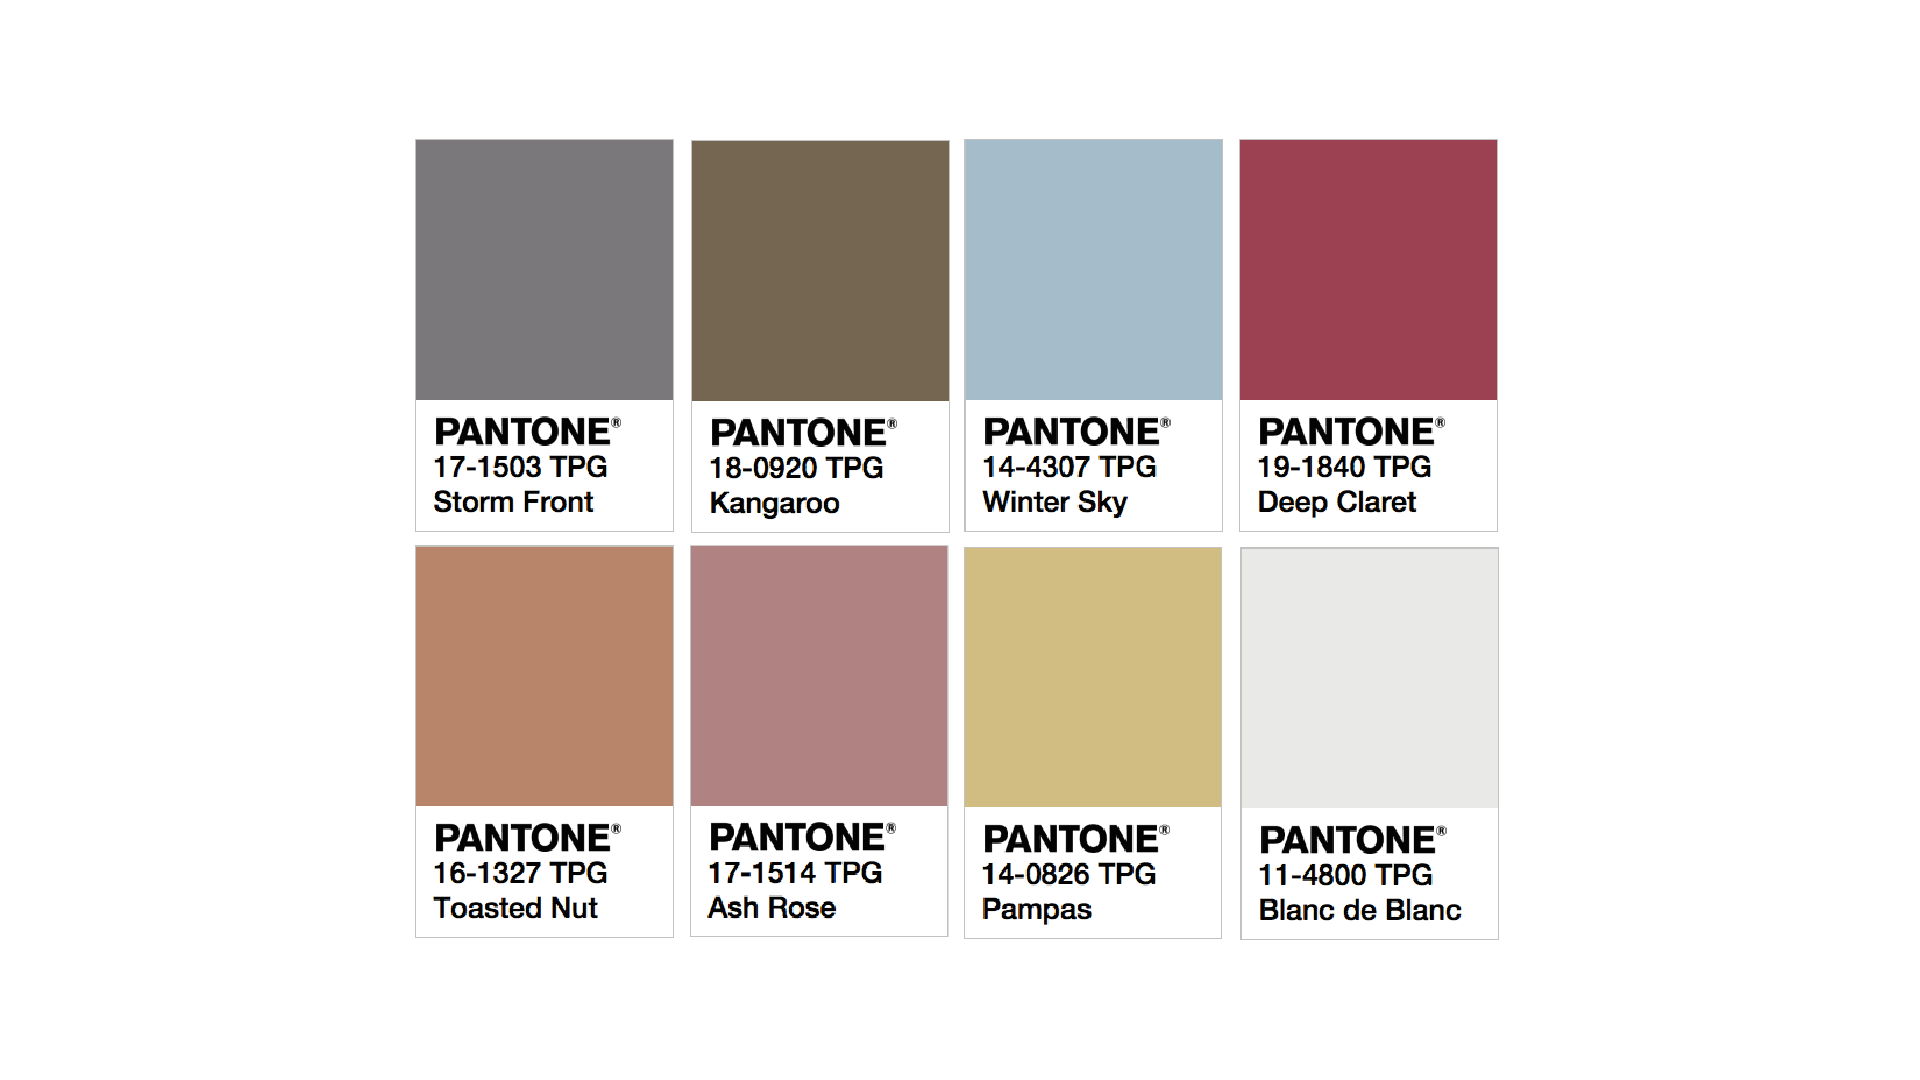 PANTONE®
17-1503 TPG
Storm Front
PANTONE®
18-0920 TPG
Kangaroo
PANTONE®
14-4307 TPG
Winter Sky
PANTONE®
19-1840 TPG
Deep Claret
PANTONE®
16-1327 TPG
Toasted Nut
PANTONE®
17-1514 TPG
Ash Rose
PANTONE®
14-0826 TPG
Pampas
PANTONE®
11-4800 TPG
Blanc de Blanc